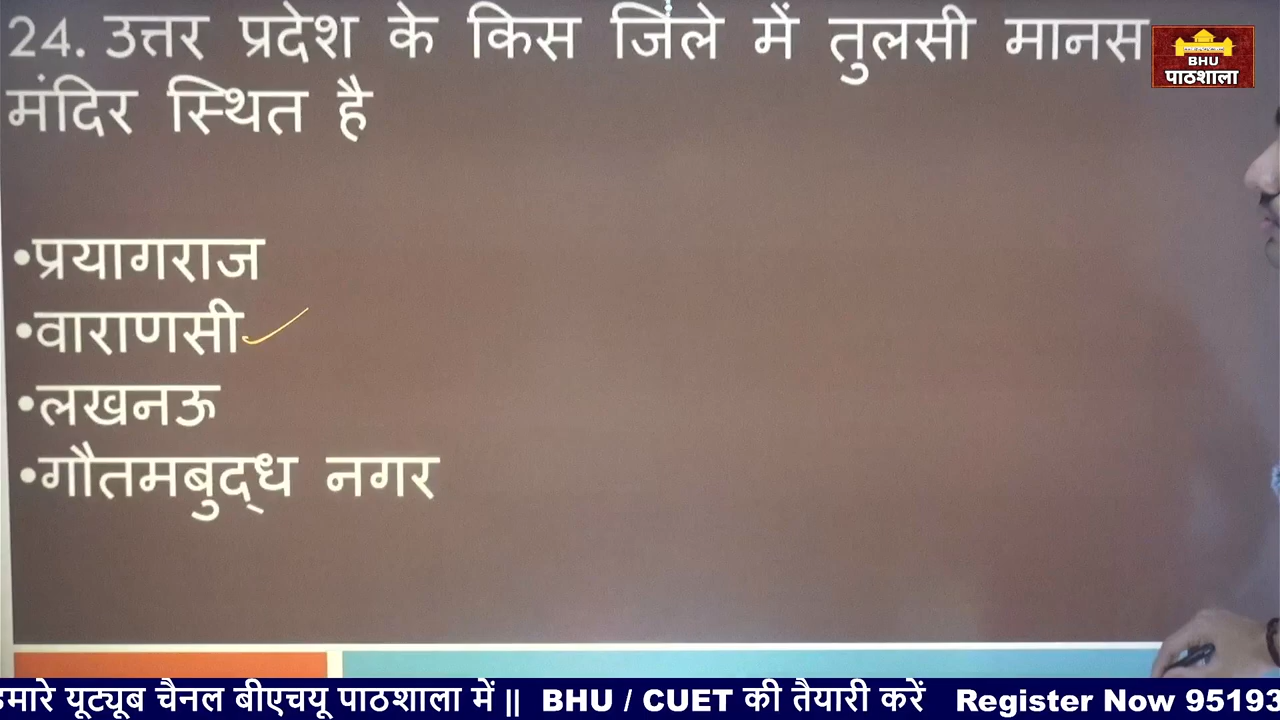 24. उत्तर प्रदेश के किस जिले में तुलसी मानस
मंदिर स्थित है
BHU
पाठशाला
•प्रयागराज
•वाराणसी
•लखनऊ
•गौतमबुद्ध नगर
हमारे यूट्यूब चैनल बीएचयू पाठशाला में || BHU / CUET की तैयारी करें Register Now 95193